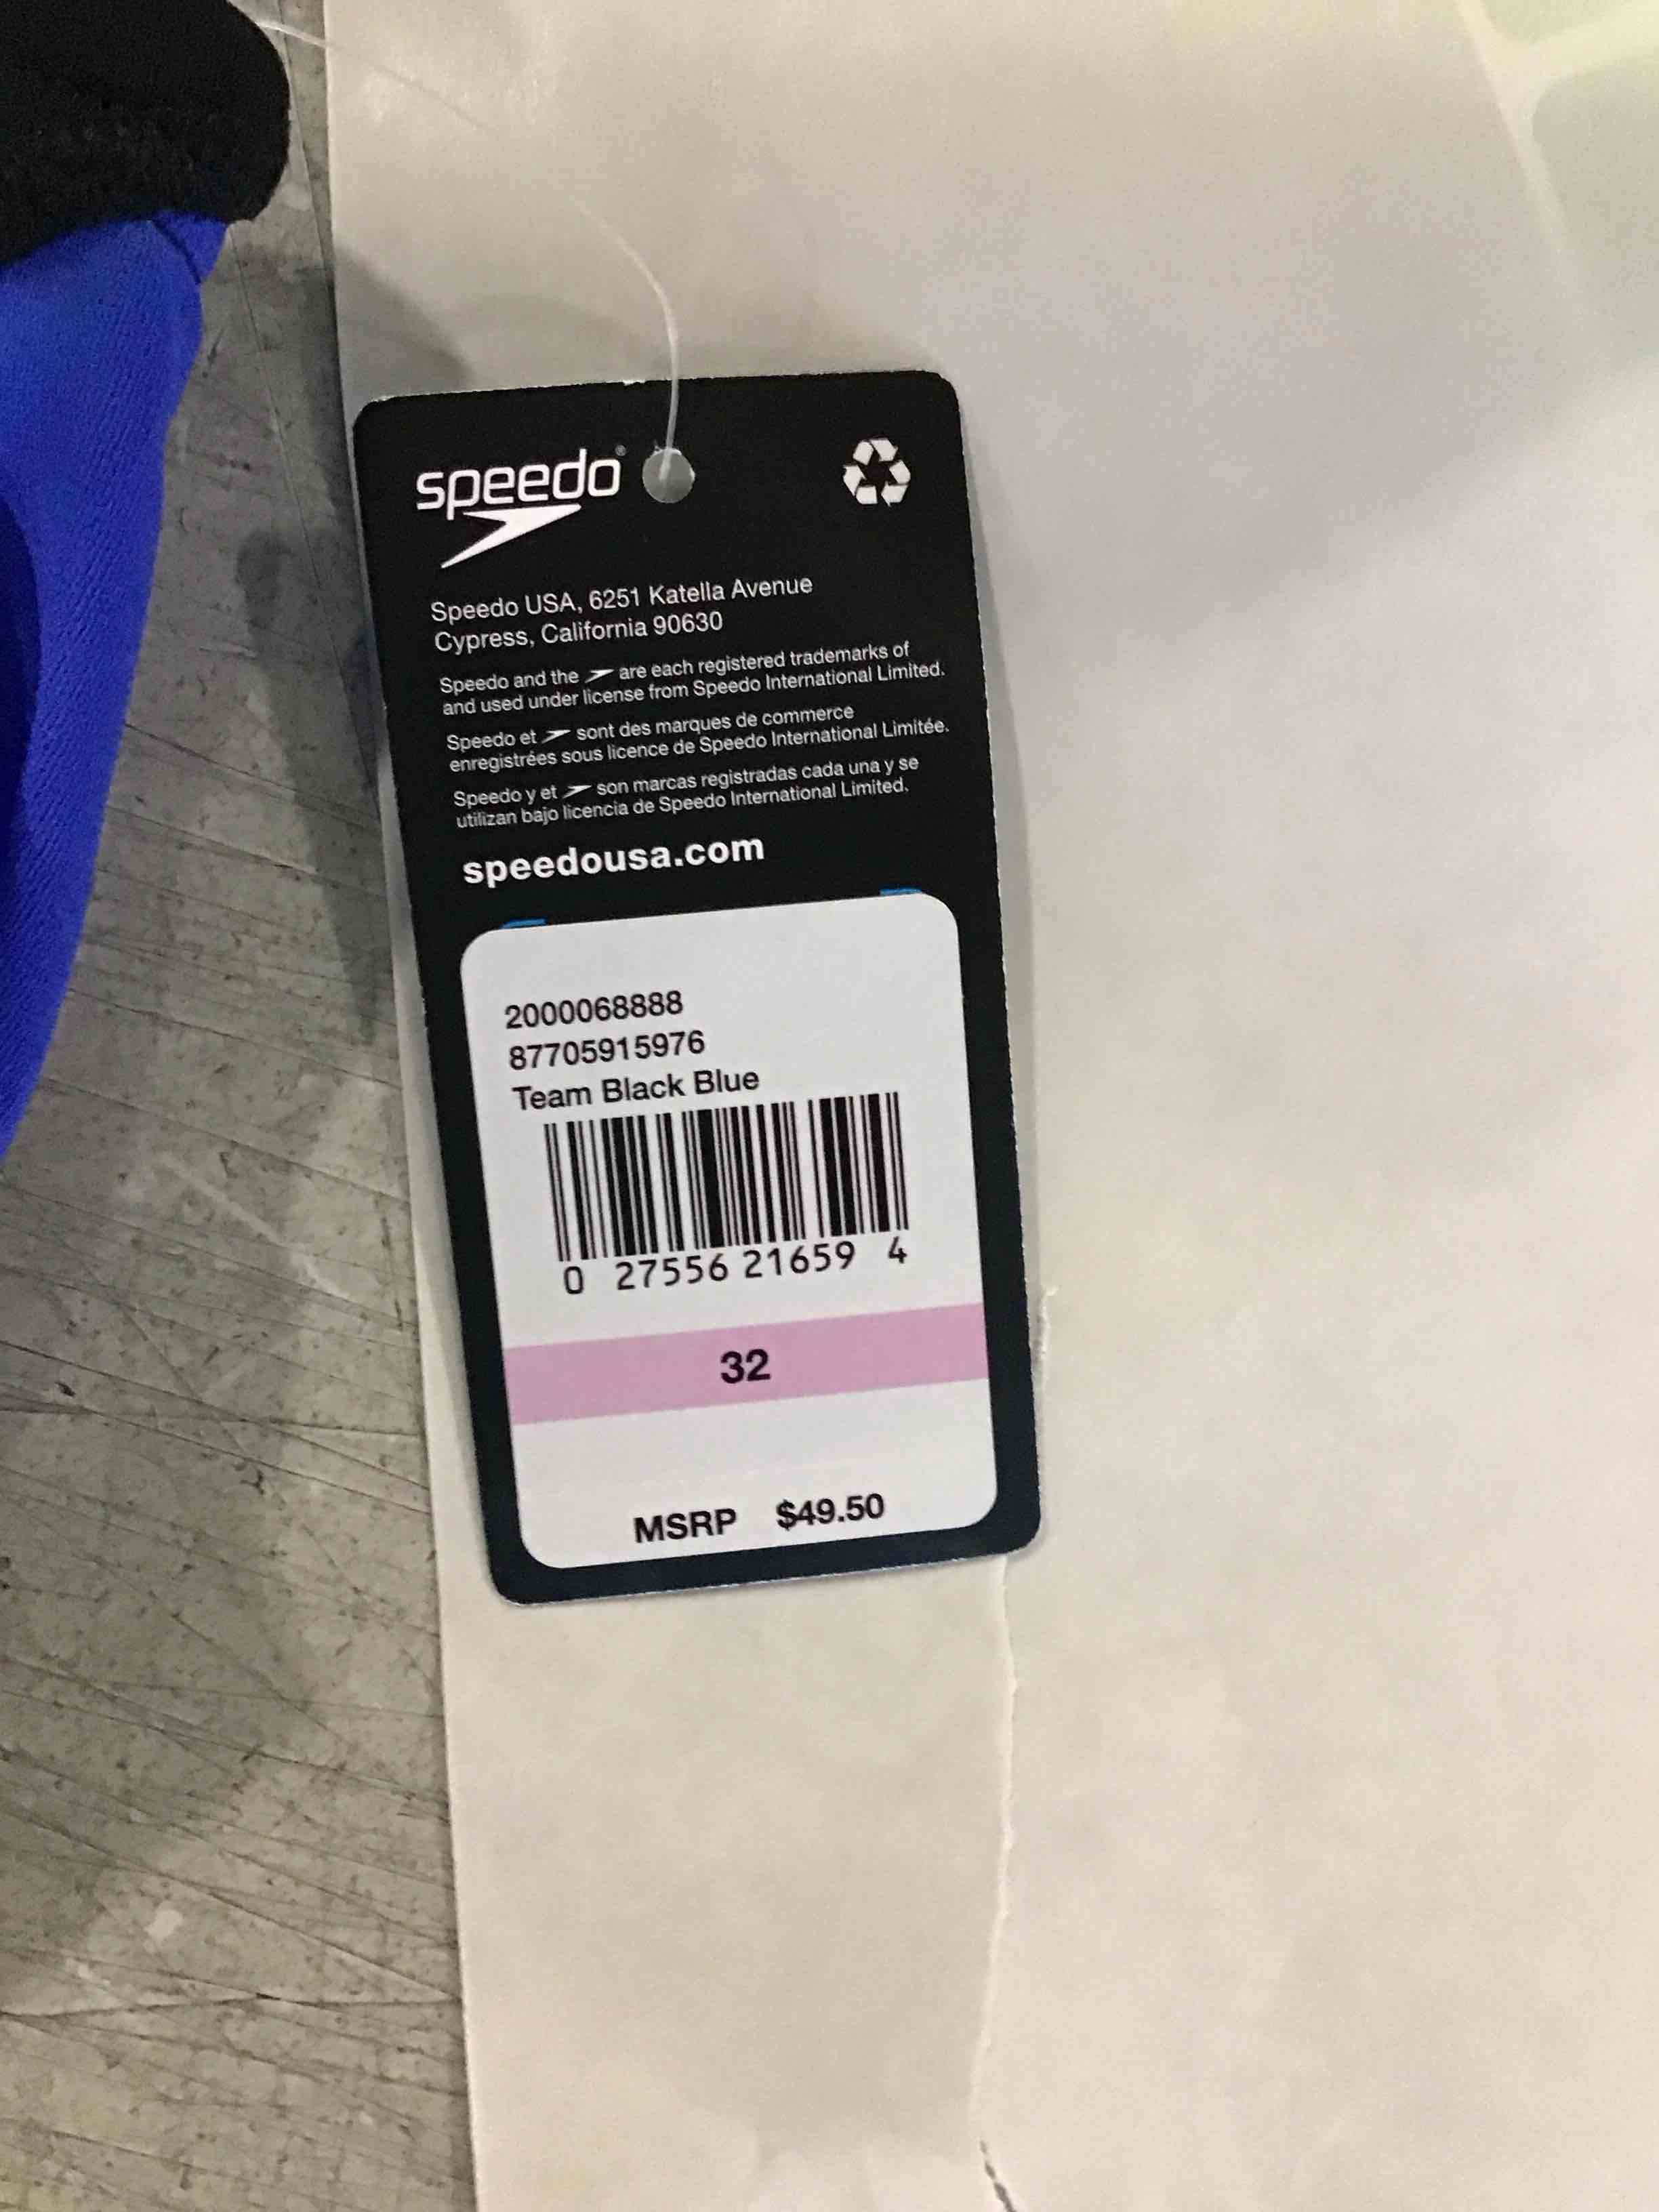 speedo®
Speedo USA, 6251 Katella Avenue
Cypress, California 90630
Speedo and the are each registered trademarks of
and used under license from Speedo International Limited.
Speedo et sont des marques de commerce
enregistrées sous licence de Speedo International Limitée.
Speedo y et son marcas registradas cada una y se
utilizan bajo licencia de Speedo International Limited.
speedousa.com
2000068888
87705915976
Team Black Blue
0 27556 21659 4
32
MSRP $49.50